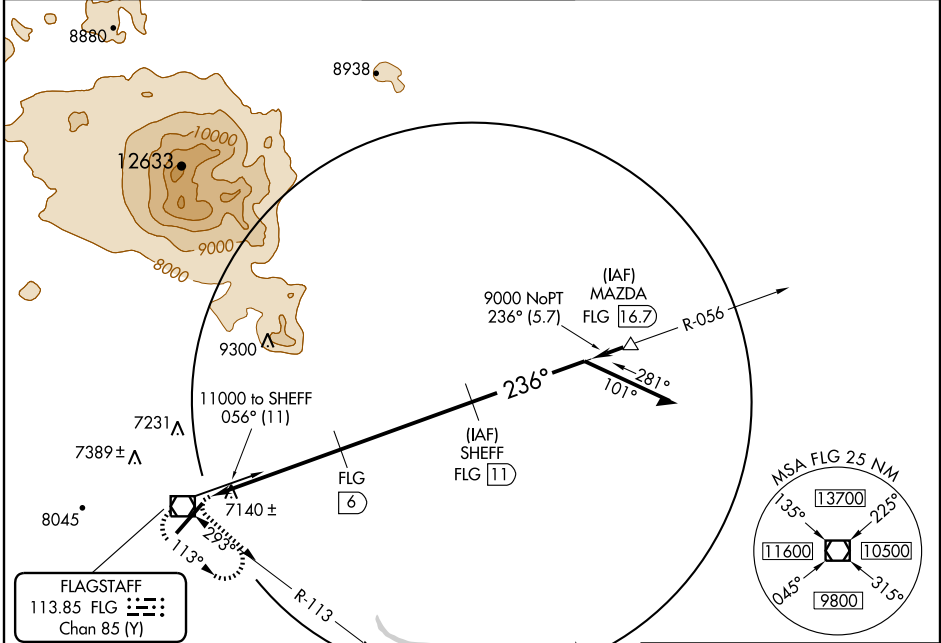 8880
8938
10000
12633
9000
8000
9300
(IAF)
MAZDA
FLG 16.7
9000 NoPT
236° (5.7)
R-056
236°
281°
101°
11000 to SHEFF
056° (11)
7231
7389±
(IAF)
SHEFF
FLG 11
FLG
6
7140 ±
8045
293°
113°
R-113
FLAGSTAFF
113.85 FLG
Chan 85 (Y)
MSA FLG 25 NM
13700
135°
225°
11600
10500
045°
315°
9800